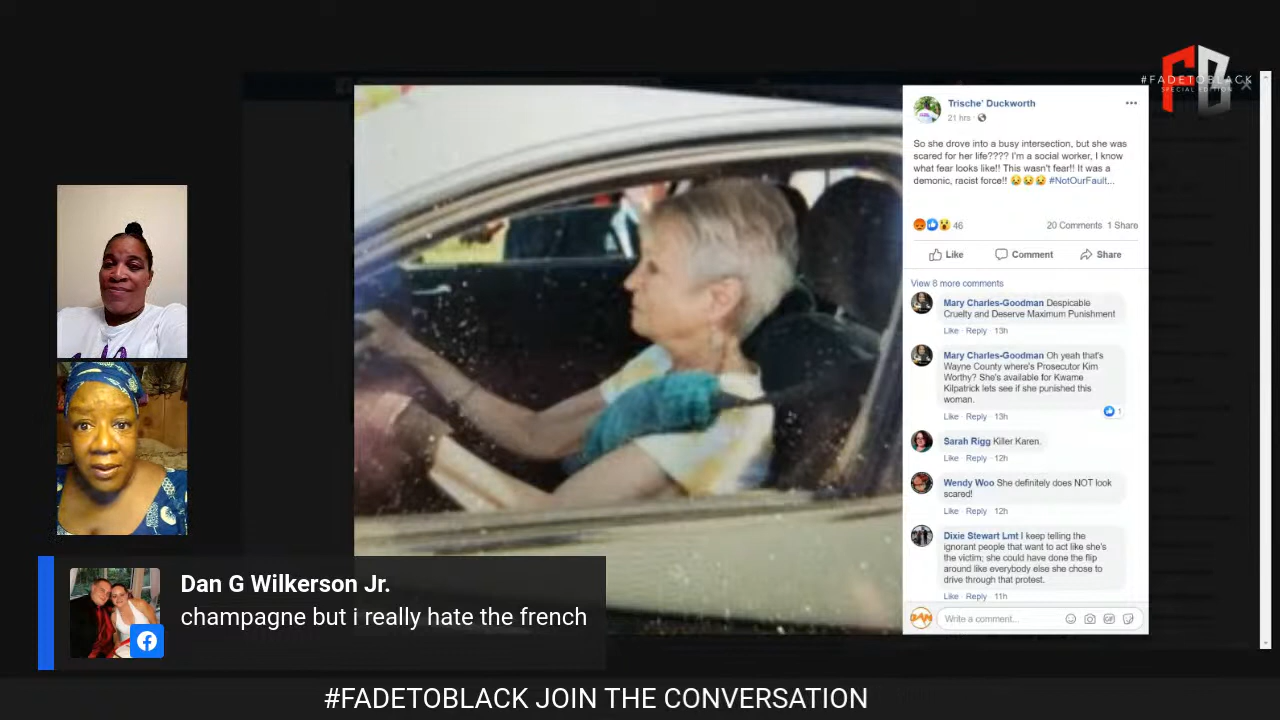 #FADETOBLACK
SPECIAL EDITION
Trische' Duckworth
21 hrs ·
So she drove into a busy intersection, but she was
scared for her life???? I'm a social worker, I know
what fear looks like!! This wasn't fear!! It was a
demonic, racist force!! 😥😥😥 #NotOurFault...
46
20 Comments 1 Share
Like Comment Share
View 8 more comments
Mary Charles-Goodman Despicable
Cruelty and Deserve Maximum Punishment
Like · Reply · 13h
Mary Charles-Goodman Oh yeah that's
Wayne County where's Prosecutor Kim
Worthy? She's available for Kwame
Kilpatrick lets see if she punished this
woman.
1
Like · Reply · 13h
Sarah Rigg Killer Karen.
Like · Reply · 12h
Wendy Woo She definitely does NOT look
scared!
Like · Reply · 12h
Dixie Stewart Lmt I keep telling the
ignorant people that want to act like she's
the victim; she could have done the flip
around like everybody else she chose to
drive through that protest.
Like · Reply · 11h
Write a comment...
GIF
Dan G Wilkerson Jr.
champagne but i really hate the french
#FADETOBLACK JOIN THE CONVERSATION